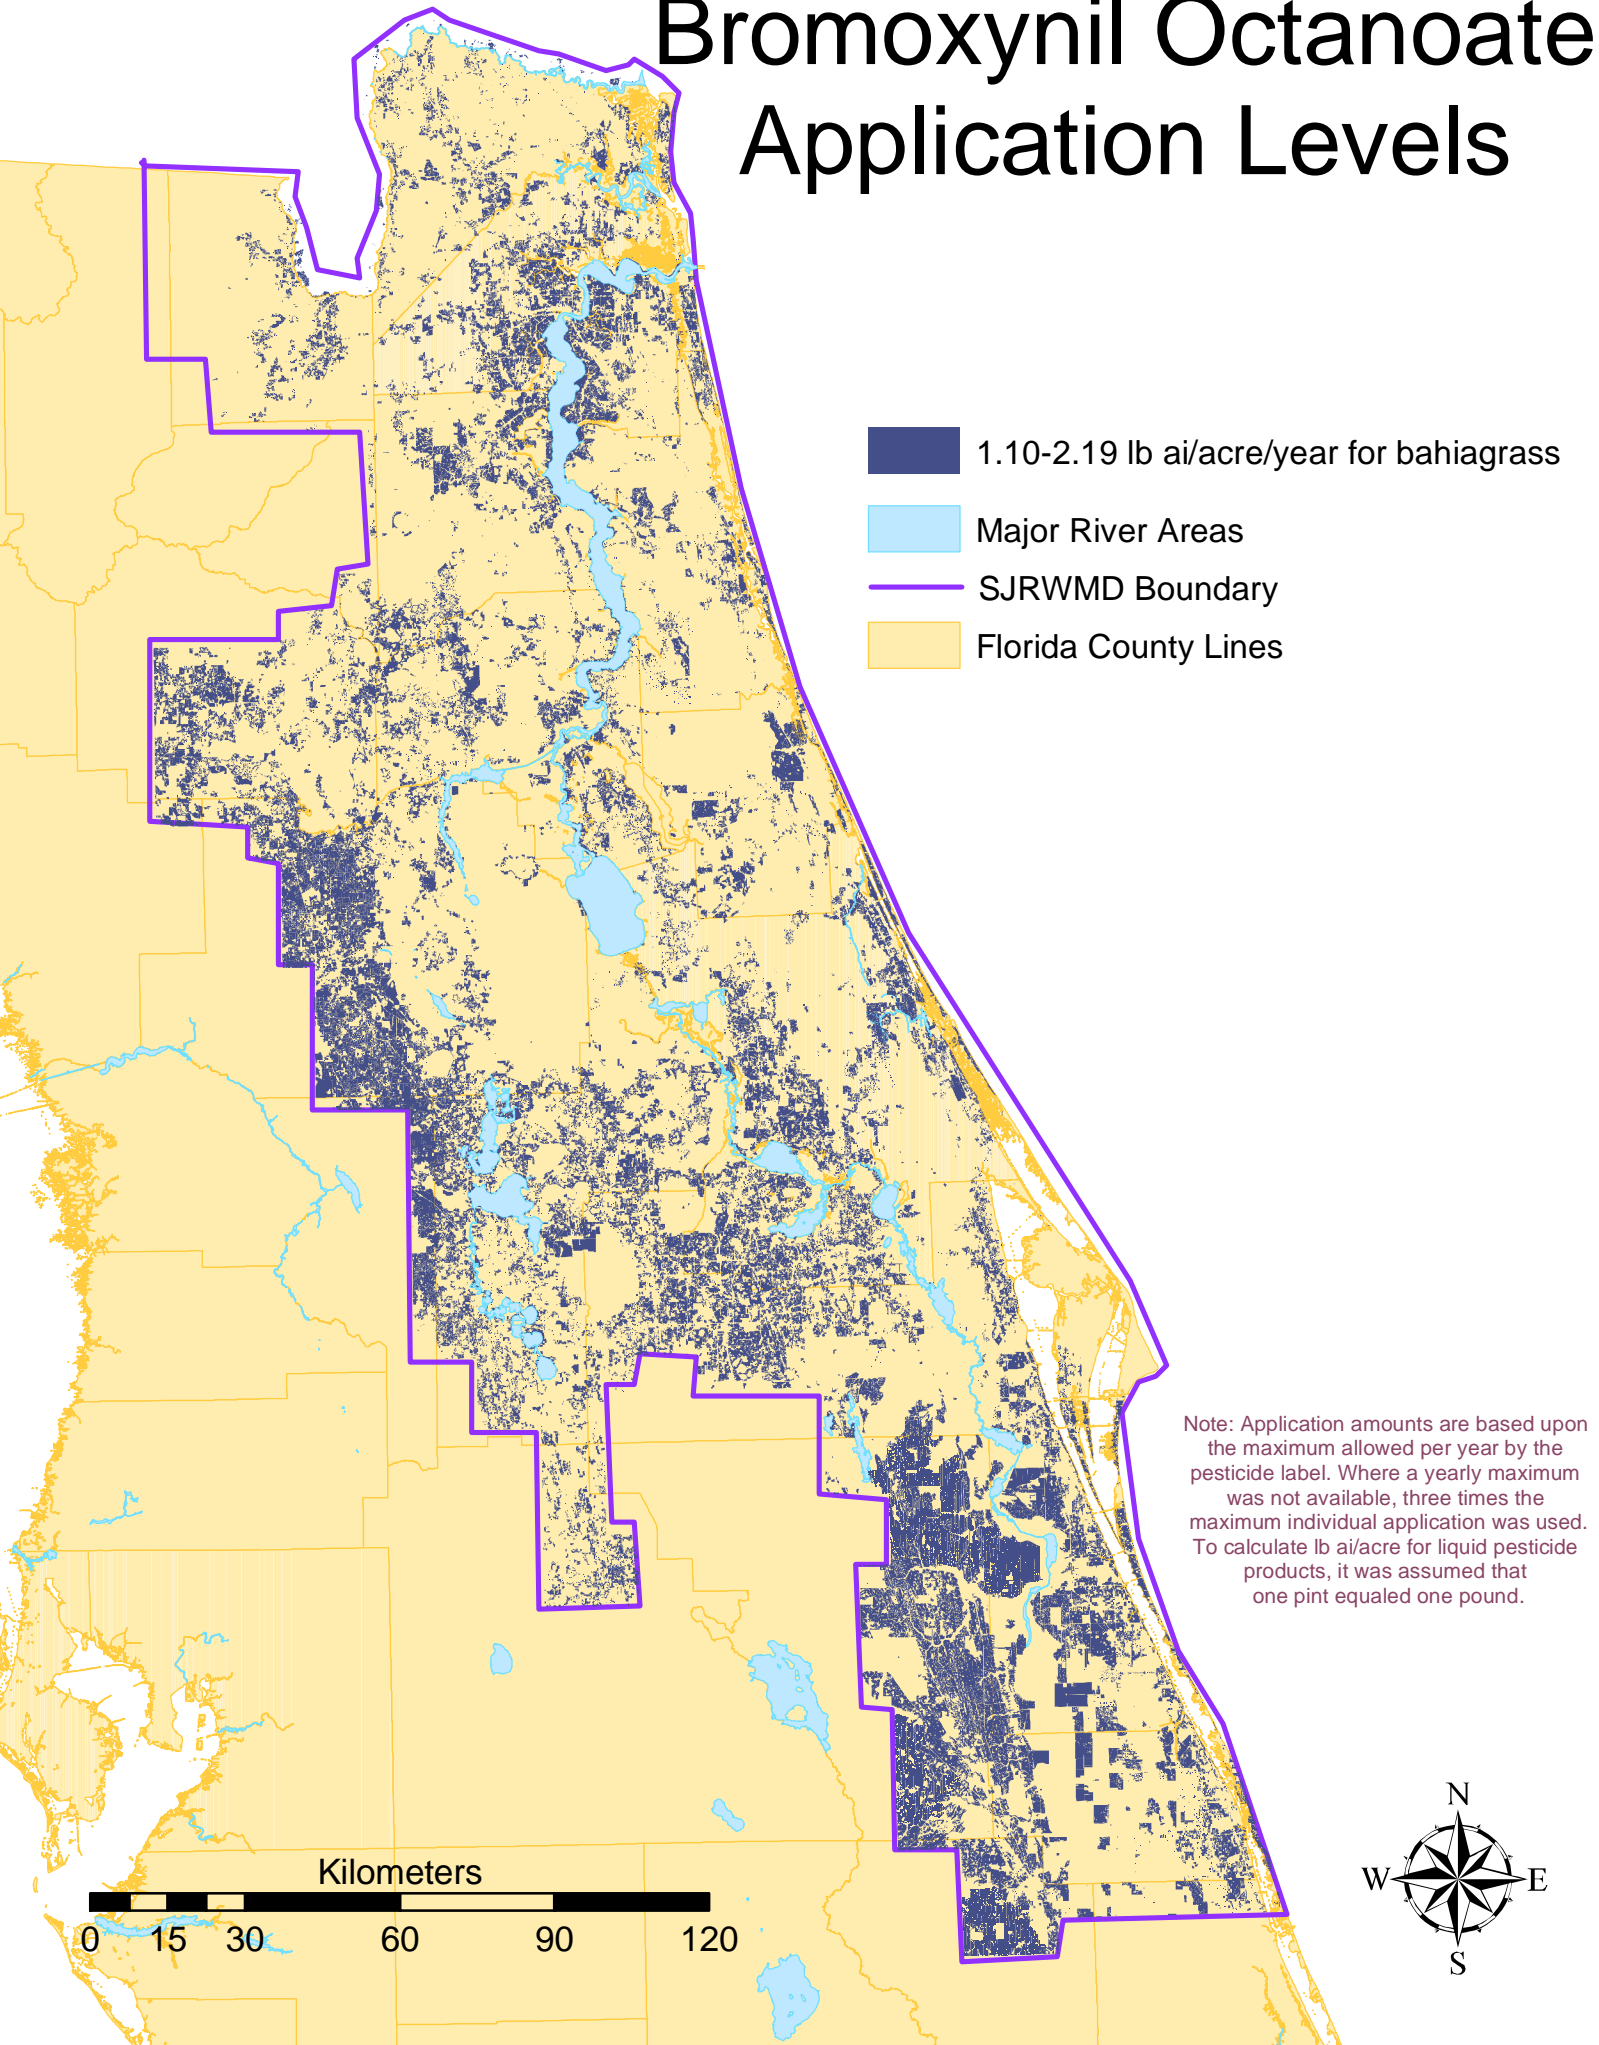 Bromoxynil Octanoate
Application Levels
1.10-2.19 lb ai/acre/year for bahiagrass
Major River Areas
SJRWMD Boundary
Florida County Lines
Note: Application amounts are based upon
the maximum allowed per year by the
pesticide label. Where a yearly maximum
was not available, three times the
maximum individual application was used.
To calculate lb ai/acre for liquid pesticide
products, it was assumed that
one pint equaled one pound.
N
W E
S
Kilometers
0 15 30 60 90 120